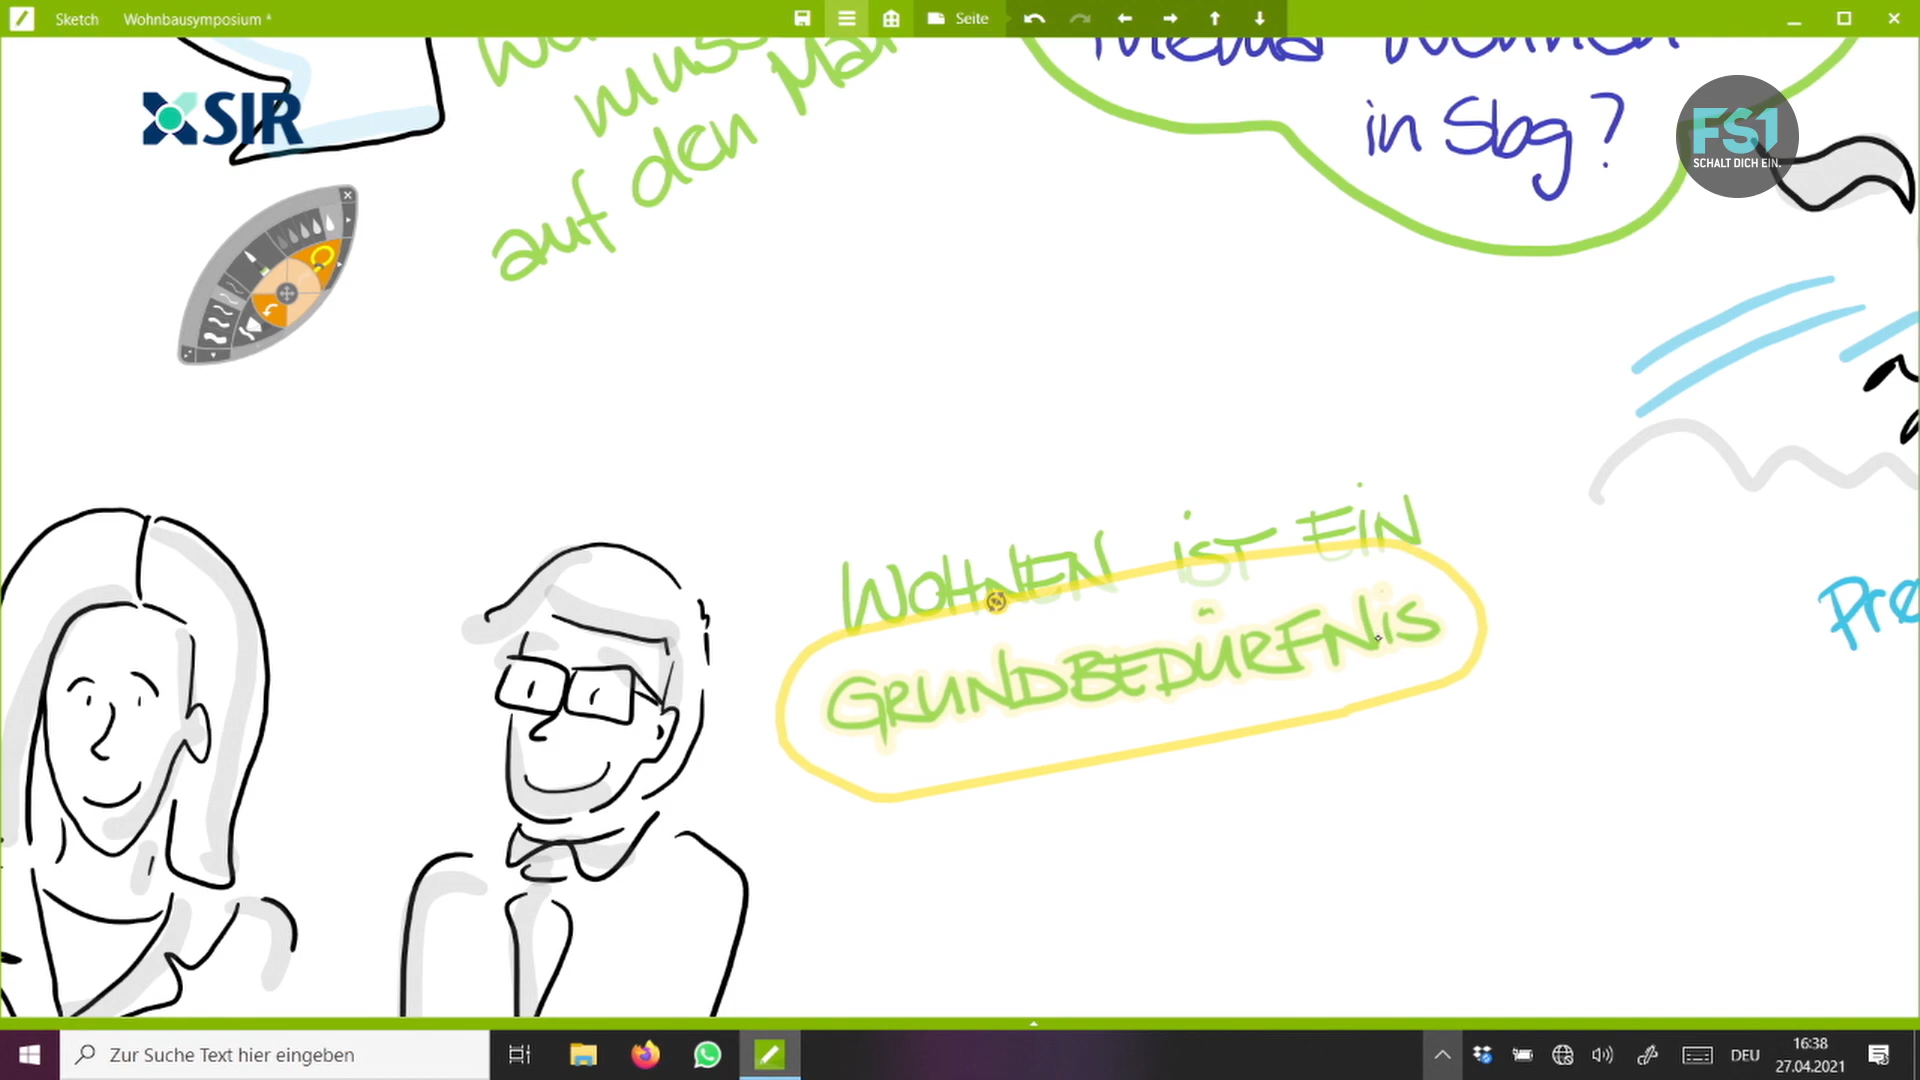 Sketch Wohnbausymposium *
Seite
auf den
in Sbg?
SIR
FS1
SCHALT DICH EIN.
WOHNEN IST EIN
GRUNDBEDÜRFNIS
Zur Suche Text hier eingeben
DEU
16:38
27.04.2021